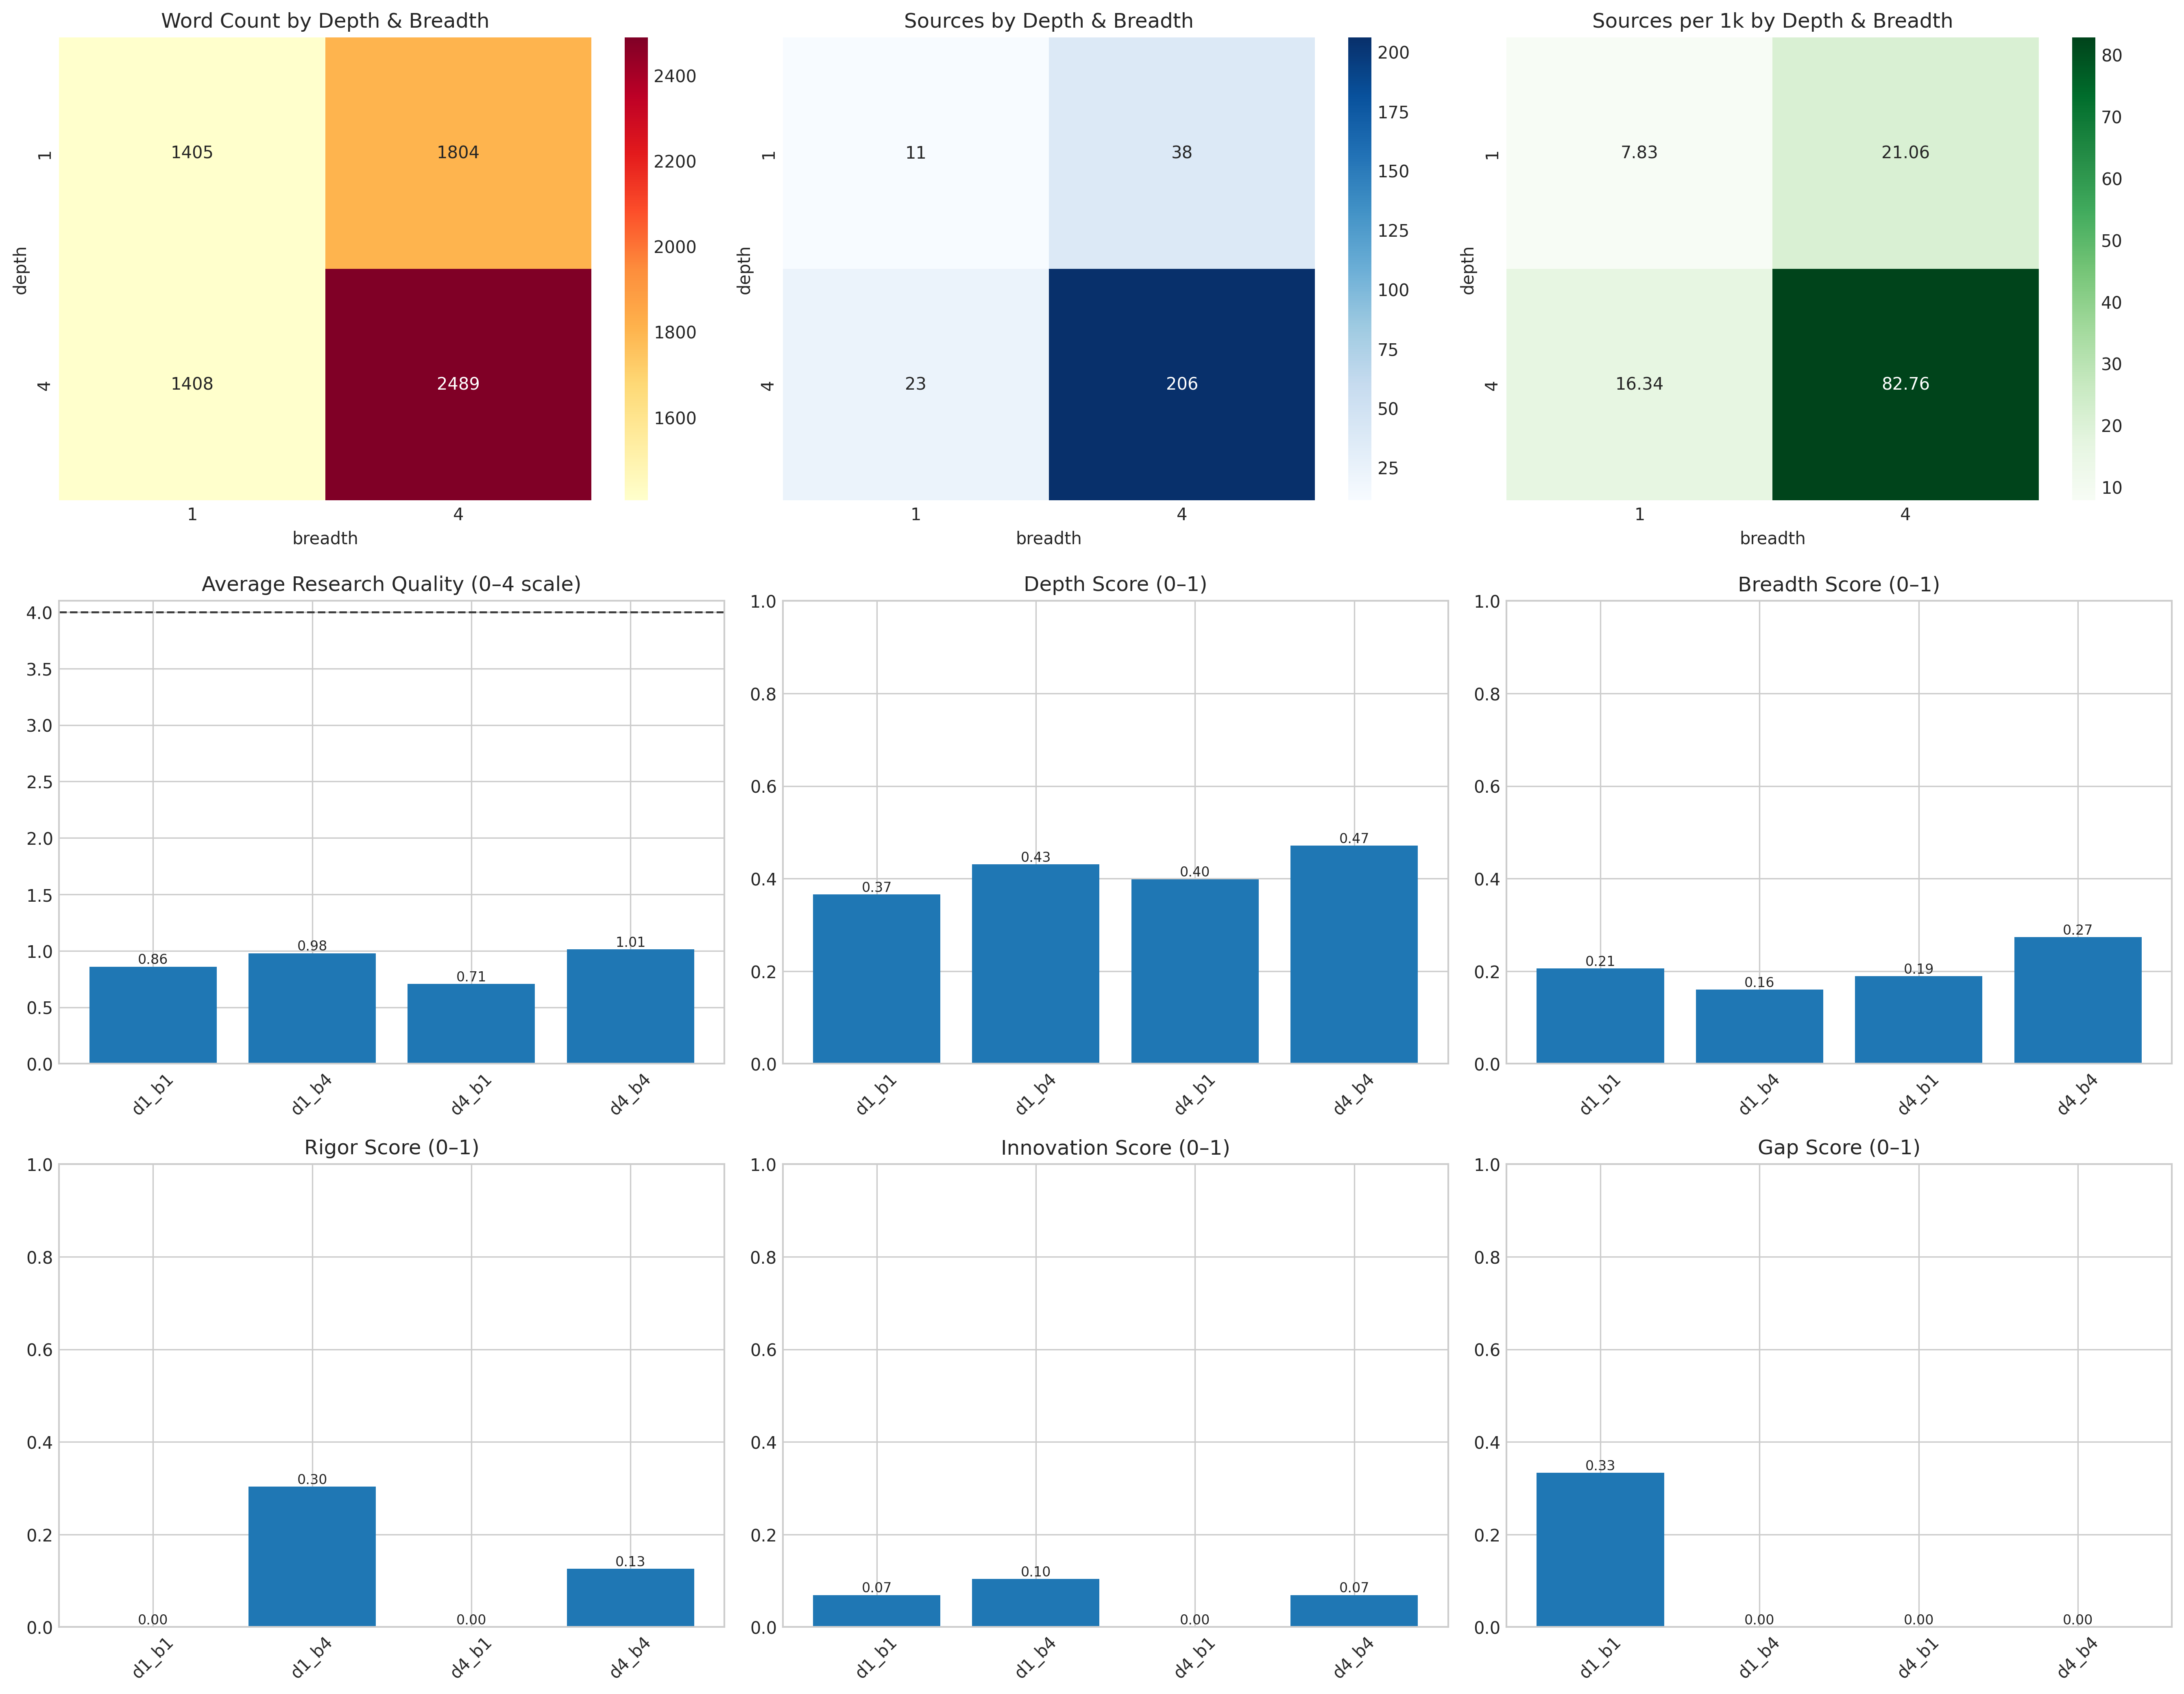 Word Count by Depth & Breadth
1405 1804
1408 2489
1
4
depth
1 4
breadth
2400
2200
2000
1800
1600
Sources by Depth & Breadth
11 38
23 206
1
4
depth
1 4
breadth
200
175
150
125
100
75
50
25
Sources per 1k by Depth & Breadth
7.83 21.06
16.34 82.76
1
4
depth
1 4
breadth
80
70
60
50
40
30
20
10
Average Research Quality (0–4 scale)
4.0
3.5
3.0
2.5
2.0
1.5
1.0
0.5
0.0
0.86 0.98 0.71 1.01
d1_b1 d1_b4 d4_b1 d4_b4
Depth Score (0–1)
1.0
0.8
0.6
0.4
0.2
0.0
0.37 0.43 0.40 0.47
d1_b1 d1_b4 d4_b1 d4_b4
Breadth Score (0–1)
1.0
0.8
0.6
0.4
0.2
0.0
0.21 0.16 0.19 0.27
d1_b1 d1_b4 d4_b1 d4_b4
Rigor Score (0–1)
1.0
0.8
0.6
0.4
0.2
0.0
0.00 0.30 0.00 0.13
d1_b1 d1_b4 d4_b1 d4_b4
Innovation Score (0–1)
1.0
0.8
0.6
0.4
0.2
0.0
0.07 0.10 0.00 0.07
d1_b1 d1_b4 d4_b1 d4_b4
Gap Score (0–1)
1.0
0.8
0.6
0.4
0.2
0.0
0.33 0.00 0.00 0.00
d1_b1 d1_b4 d4_b1 d4_b4